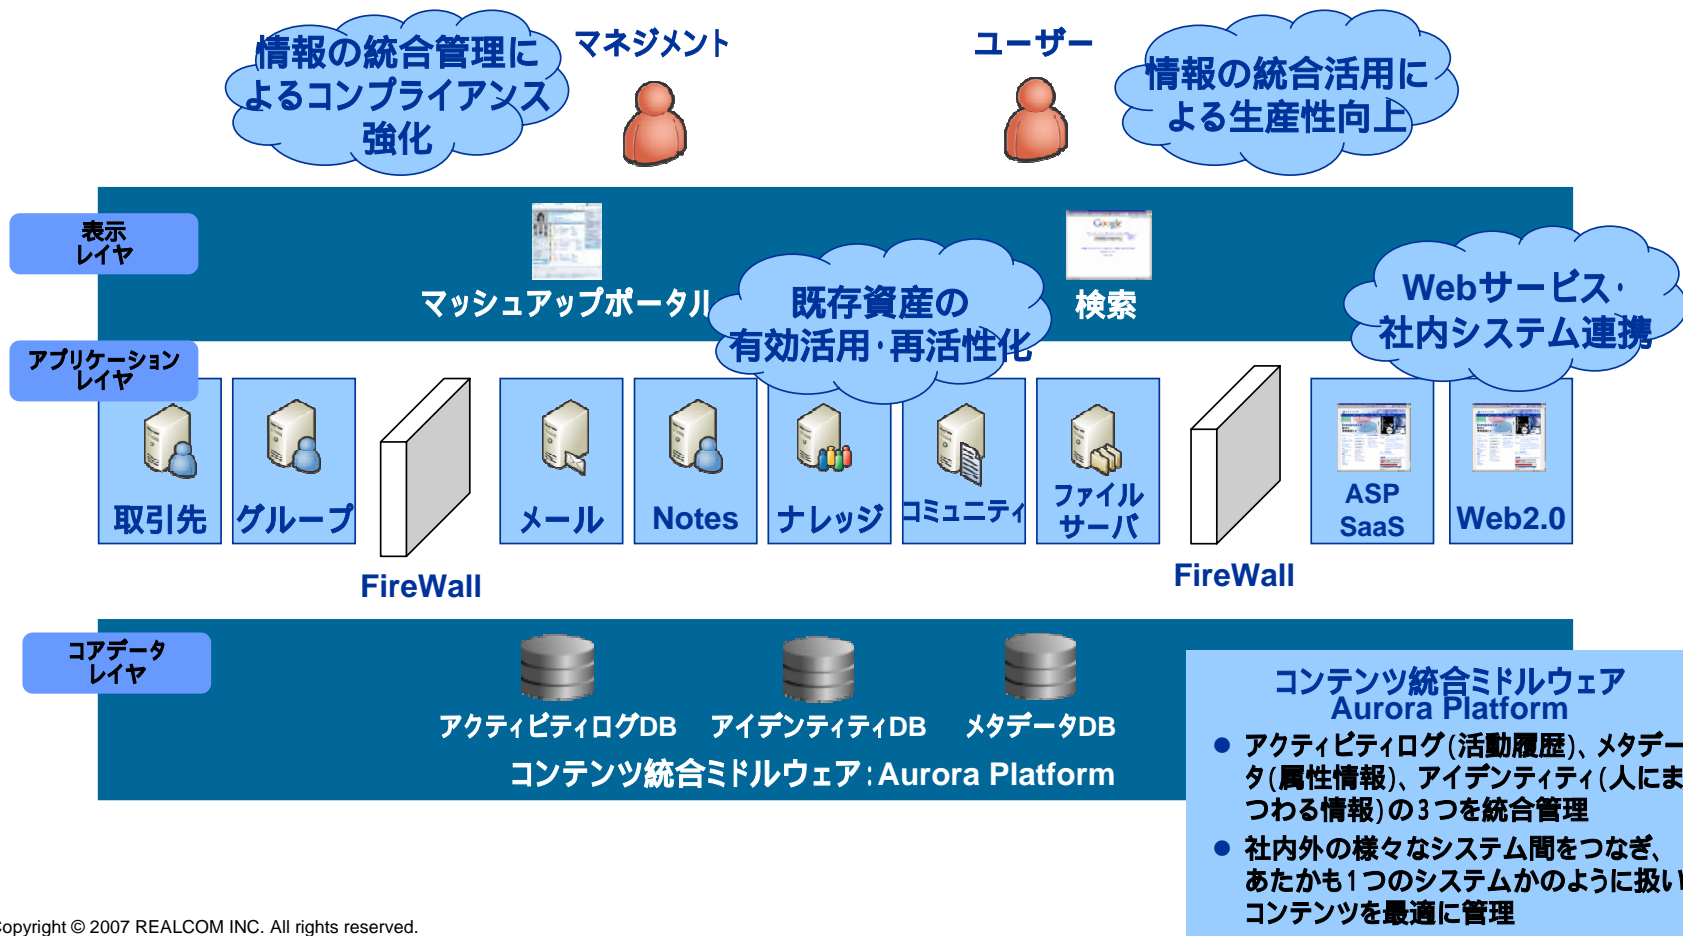 情報の統合管理に
よるコンプライアンス
強化
マネジメント
ユーザー
情報の統合活用に
よる生産性向上
表示
レイヤ
Google
マッシュアップポータル
検索
既存資産の
有効活用・再活性化
Webサービス・
社内システム連携
アプリケーション
レイヤ
取引先
グループ
FireWall
メール
Notes
ナレッジ
コミュニティ
ファイル
サーバ
FireWall
ASP
SaaS
Web2.0
コアデータ
レイヤ
アクティビティログDB
アイデンティティDB
メタデータDB
コンテンツ統合ミドルウェア：Aurora Platform
コンテンツ統合ミドルウェア
Aurora Platform
● アクティビティログ(活動履歴)、メタデー
タ(属性情報)、アイデンティティ(人にま
つわる情報)の3つを統合管理
● 社内外の様々なシステム間をつなぎ、
あたかも1つのシステムかのように扱い
コンテンツを最適に管理
Copyright © 2007 REALCOM INC. All rights reserved.